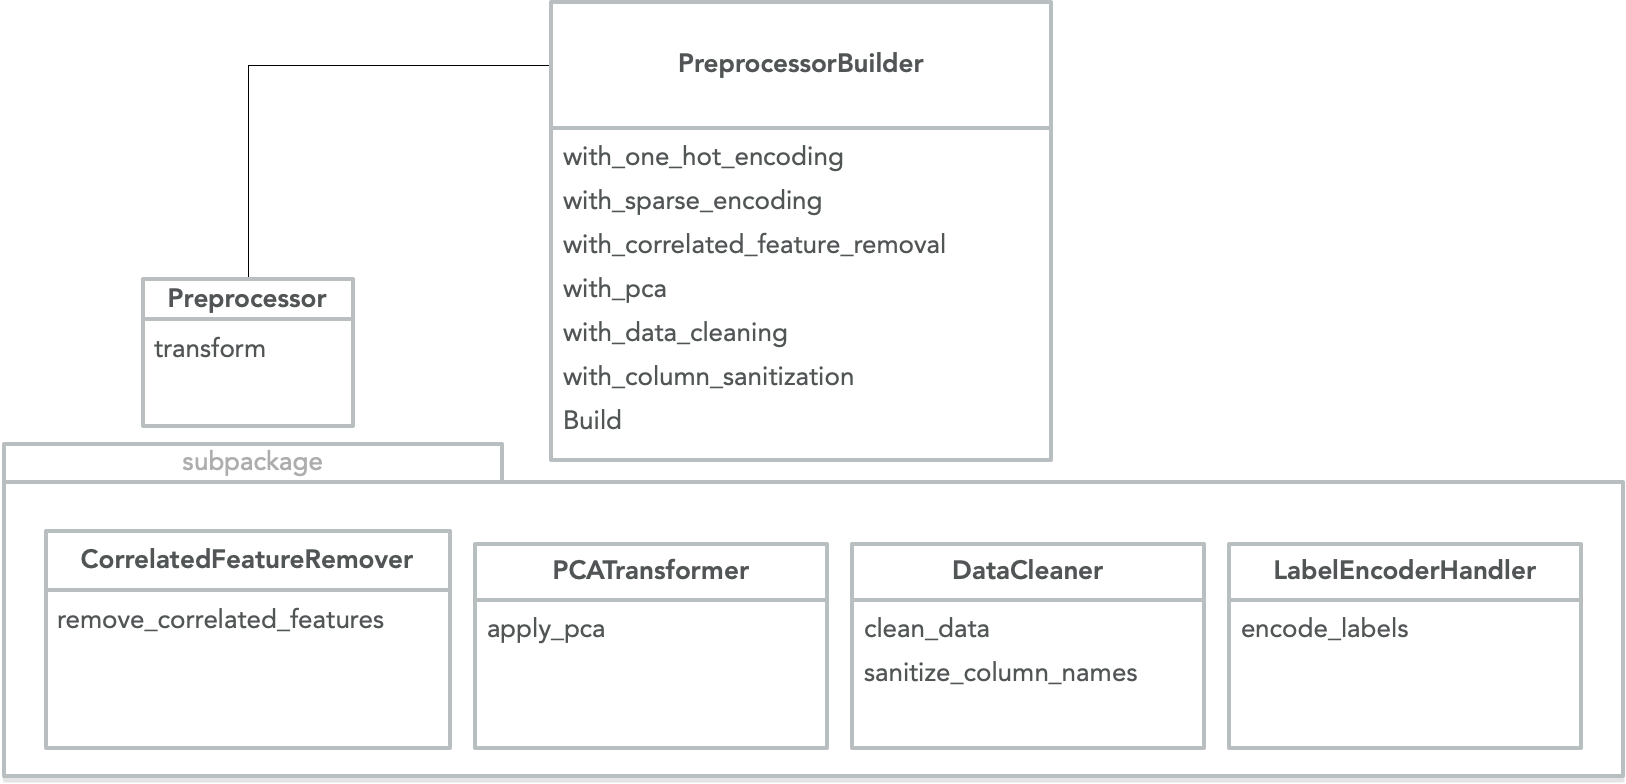 PreprocessorBuilder
with_one_hot_encoding
with_sparse_encoding
with_correlated_feature_removal
with_pca
with_data_cleaning
with_column_sanitization
Build
Preprocessor
transform
subpackage
CorrelatedFeatureRemover
remove_correlated_features
PCATransformer
apply_pca
DataCleaner
clean_data
sanitize_column_names
LabelEncoderHandler
encode_labels